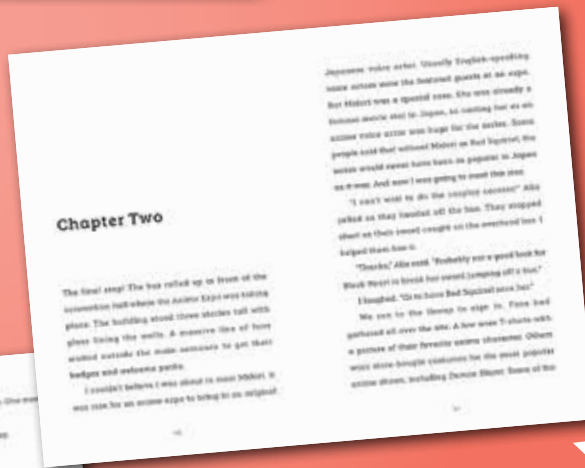 Chapter Two
The final stop! The bus rolled up in front of the
convention hall where the Anime Expo was taking
place. The building stood three stories tall with
glass lining the walls. A massive line of fans
waited outside the main entrance to get their
badges and welcome packs.
I couldn't believe I was about to meet Midori. It
was rare for an anime expo to bring in an original
Japanese voice actor. Usually English-speaking
voice actors were the featured guests at an expo.
But Midori was a special case. She was already a
famous movie star in Japan, so casting her as an
anime voice actor was huge for the series. Some
people said that without Midori as Red Squirrel, the
series would never have been as popular in Japan
as it was. And now I was going to meet this star.
"I can't wait to do the cosplay contest!" Alia
yelled as they bounded off the bus. They stopped
short as their sword caught on the overhead bar. I
helped them free it.
"Thanks," Alia said. "Probably not a good look for
Black Heart to break her sword jumping off a bus."
I laughed. "Or to have Red Squirrel save her."
We ran to the lineup to sign in. Fans had
gathered all over the site. A few wore T-shirts with
a picture of their favorite anime character. Others
wore store-bought costumes for the most popular
anime shows, including Demon Slayer. Some of the
She